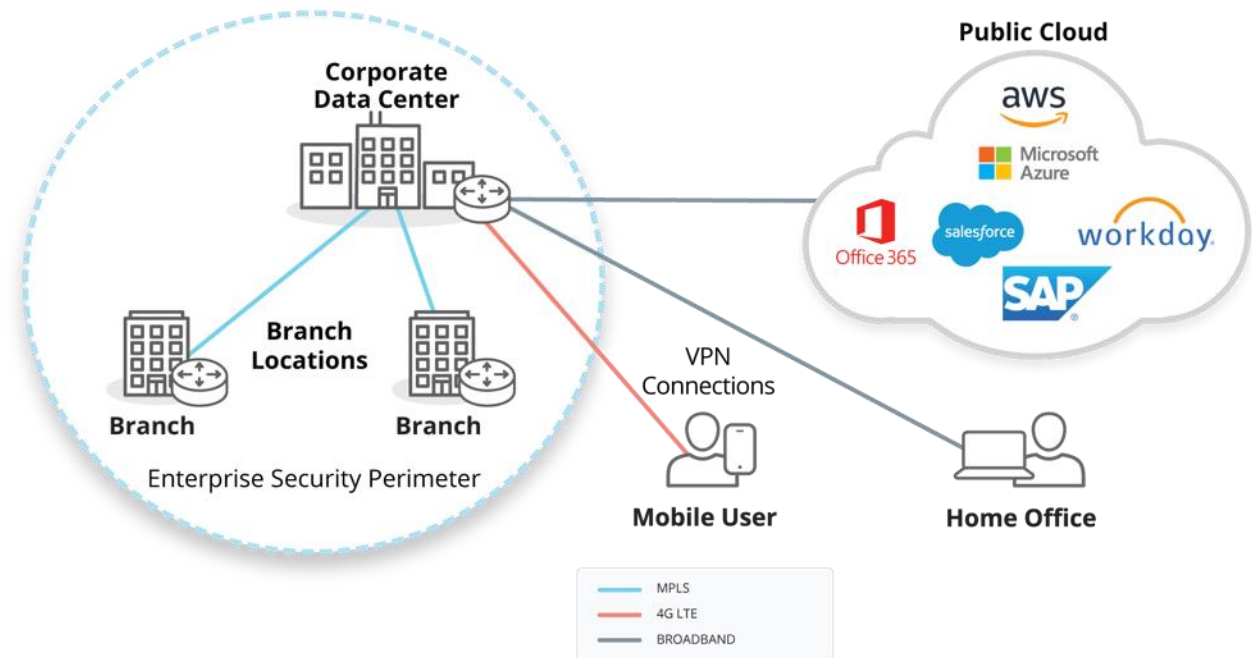 Public Cloud
Corporate
Data Center
aws
Microsoft
Azure
Office 365
salesforce
workday.
SAP
®
Branch
Locations
Branch
Branch
Enterprise Security Perimeter
VPN
Connections
Mobile User
Home Office
MPLS
4G LTE
BROADBAND